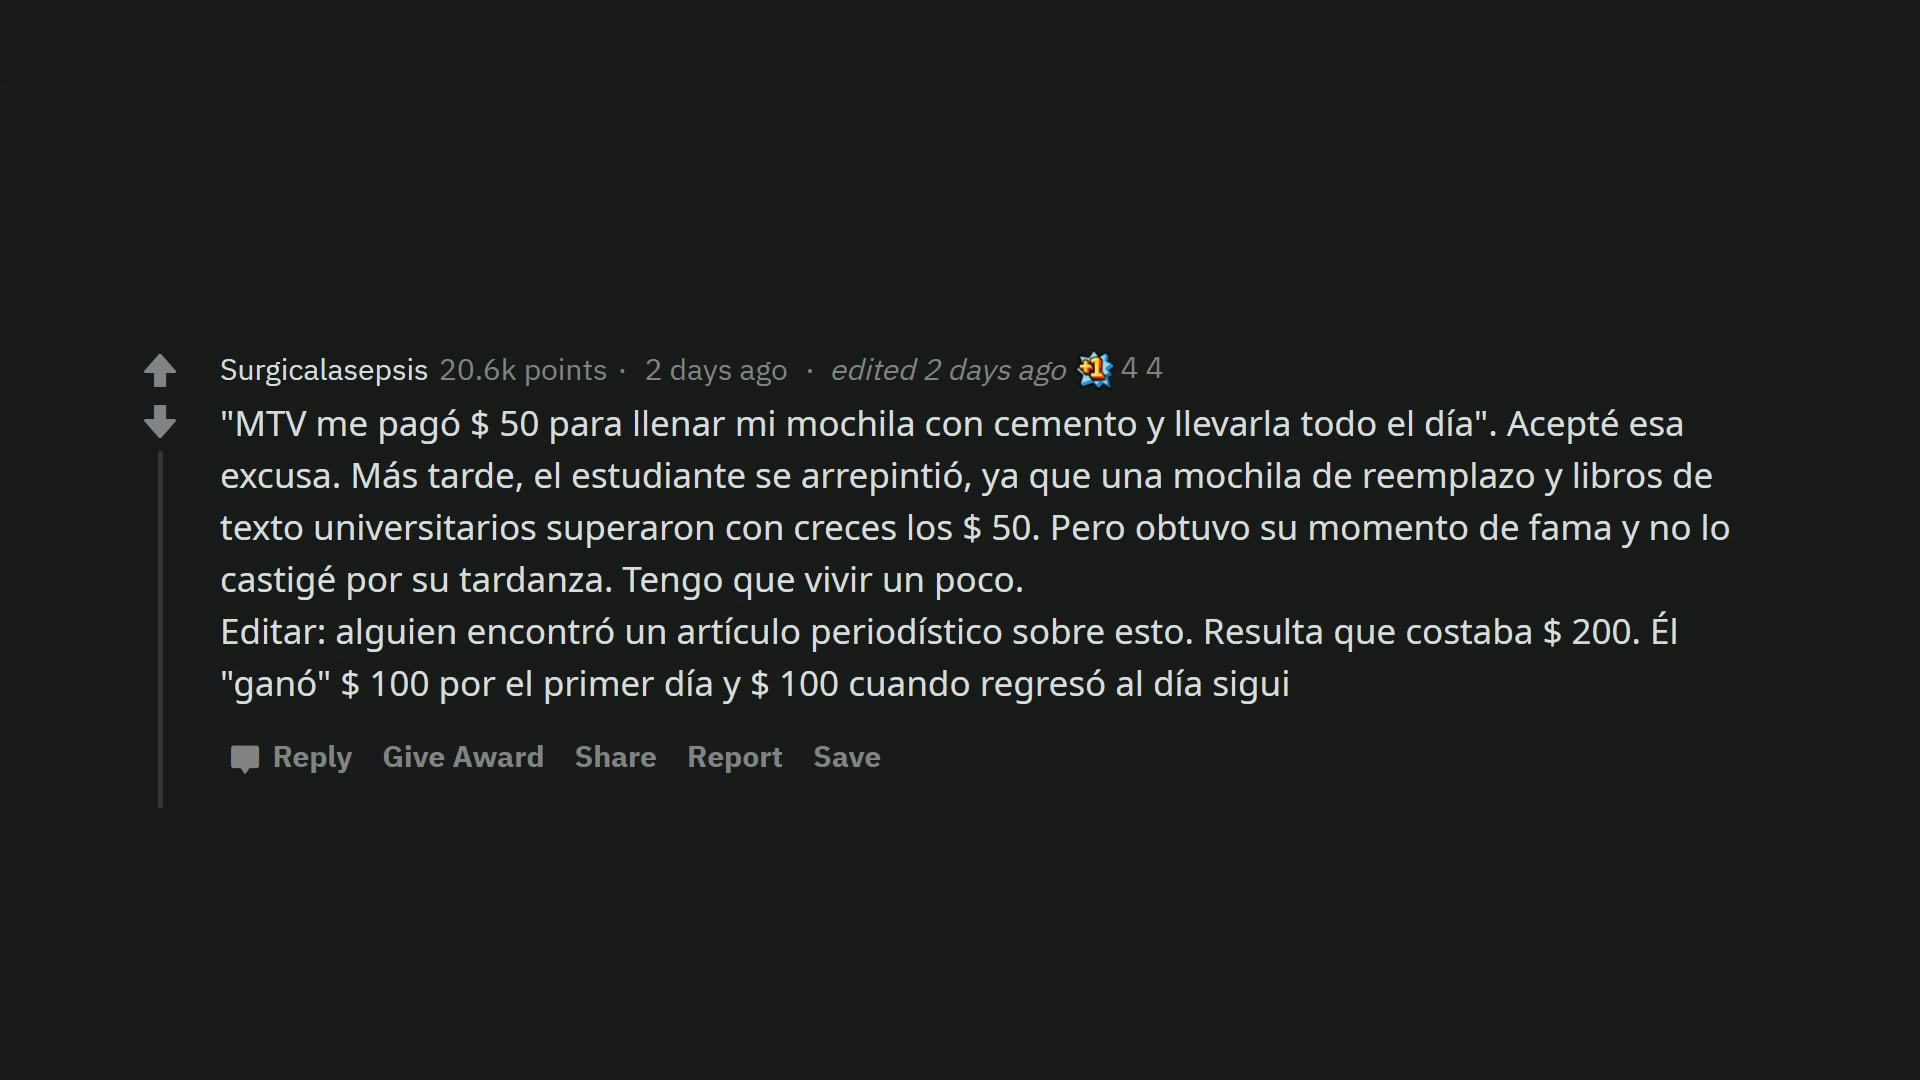 Surgicalasepsis 20.6k points · 2 days ago · edited 2 days ago +1 4 4
"MTV me pagó $ 50 para llenar mi mochila con cemento y llevarla todo el día". Acepté esa
excusa. Más tarde, el estudiante se arrepintió, ya que una mochila de reemplazo y libros de
texto universitarios superaron con creces los $ 50. Pero obtuvo su momento de fama y no lo
castigé por su tardanza. Tengo que vivir un poco.
Editar: alguien encontró un artículo periodístico sobre esto. Resulta que costaba $ 200. Él
"ganó" $ 100 por el primer día y $ 100 cuando regresó al día sigui
Reply Give Award Share Report Save